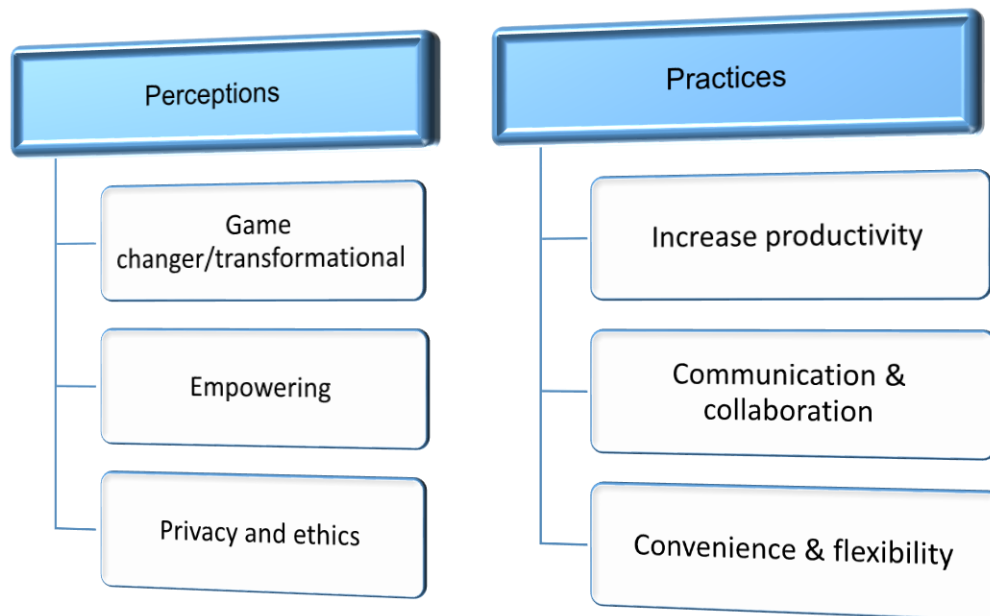 Perceptions
Game
changer/transformational
Empowering
Privacy and ethics
Practices
Increase productivity
Communication &
collaboration
Convenience & flexibility